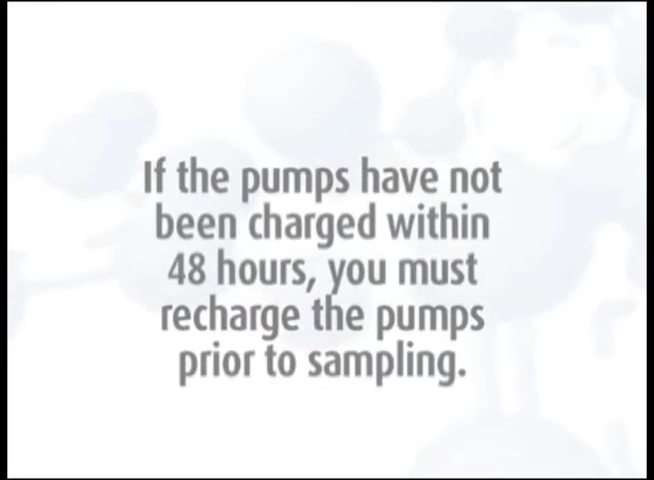 If the pumps have not
been charged within
48 hours, you must
recharge the pumps
prior to sampling.